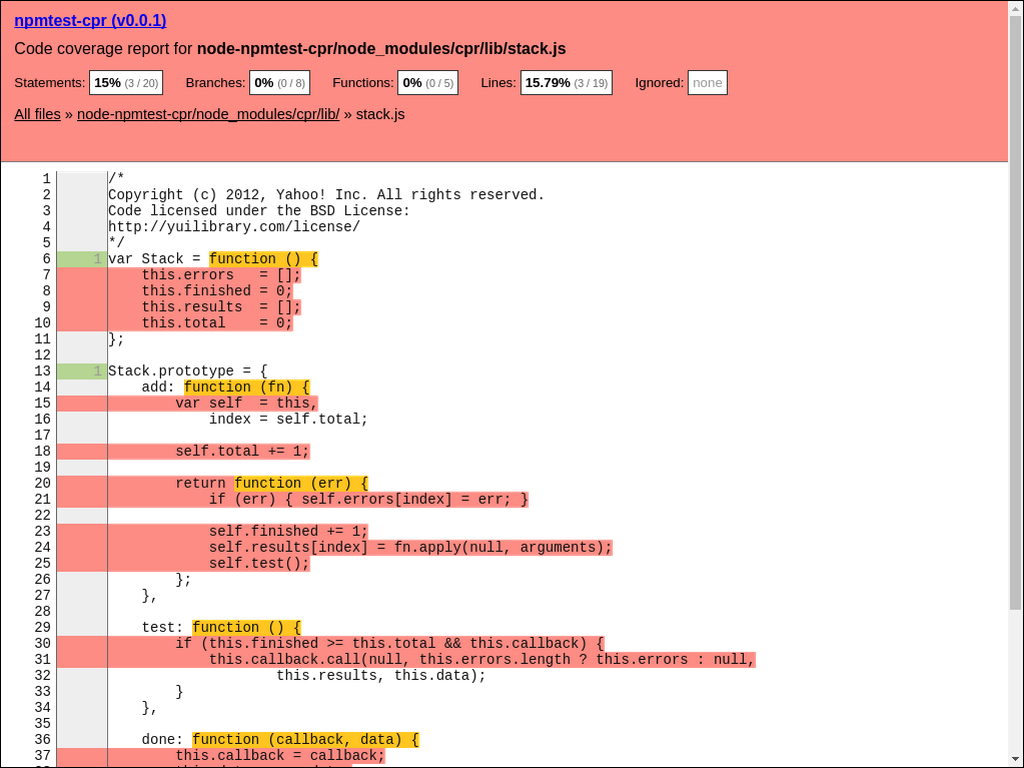 npmtest-cpr (v0.0.1)
Code coverage report for node-npmtest-cpr/node_modules/cpr/lib/stack.js
Statements: 15% (3 / 20) Branches: 0% (0 / 8) Functions: 0% (0 / 5) Lines: 15.79% (3 / 19) Ignored: none
All files » node-npmtest-cpr/node_modules/cpr/lib/ » stack.js
1 /*
2 Copyright (c) 2012, Yahoo! Inc. All rights reserved.
3 Code licensed under the BSD License:
4 http://yuilibrary.com/license/
5 */
6 1 var Stack = function () {
7     this.errors   = [];
8     this.finished = 0;
9     this.results  = [];
10     this.total    = 0;
11 };
12
13 1 Stack.prototype = {
14     add: function (fn) {
15         var self  = this,
16             index = self.total;
17
18         self.total += 1;
19
20         return function (err) {
21             if (err) { self.errors[index] = err; }
22
23             self.finished += 1;
24             self.results[index] = fn.apply(null, arguments);
25             self.test();
26         };
27     },
28
29     test: function () {
30         if (this.finished >= this.total && this.callback) {
31             this.callback.call(null, this.errors.length ? this.errors : null,
32                     this.results, this.data);
33         }
34     },
35
36     done: function (callback, data) {
37         this.callback = callback;